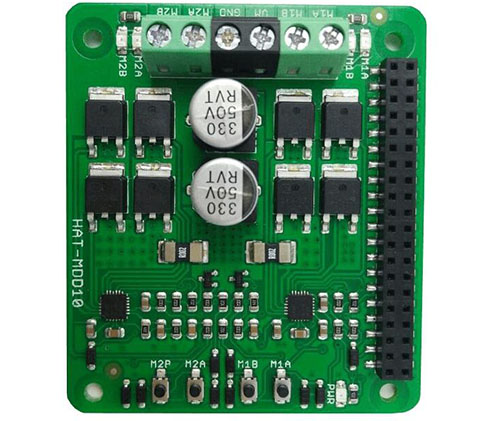 M2B M2A GND VM M1B M1A
M2B
M2A
M1B
M1A
330
50V
RVT
330
50V
RVT
HAT-MDD10
M2P M2A M1B M1A
PWR